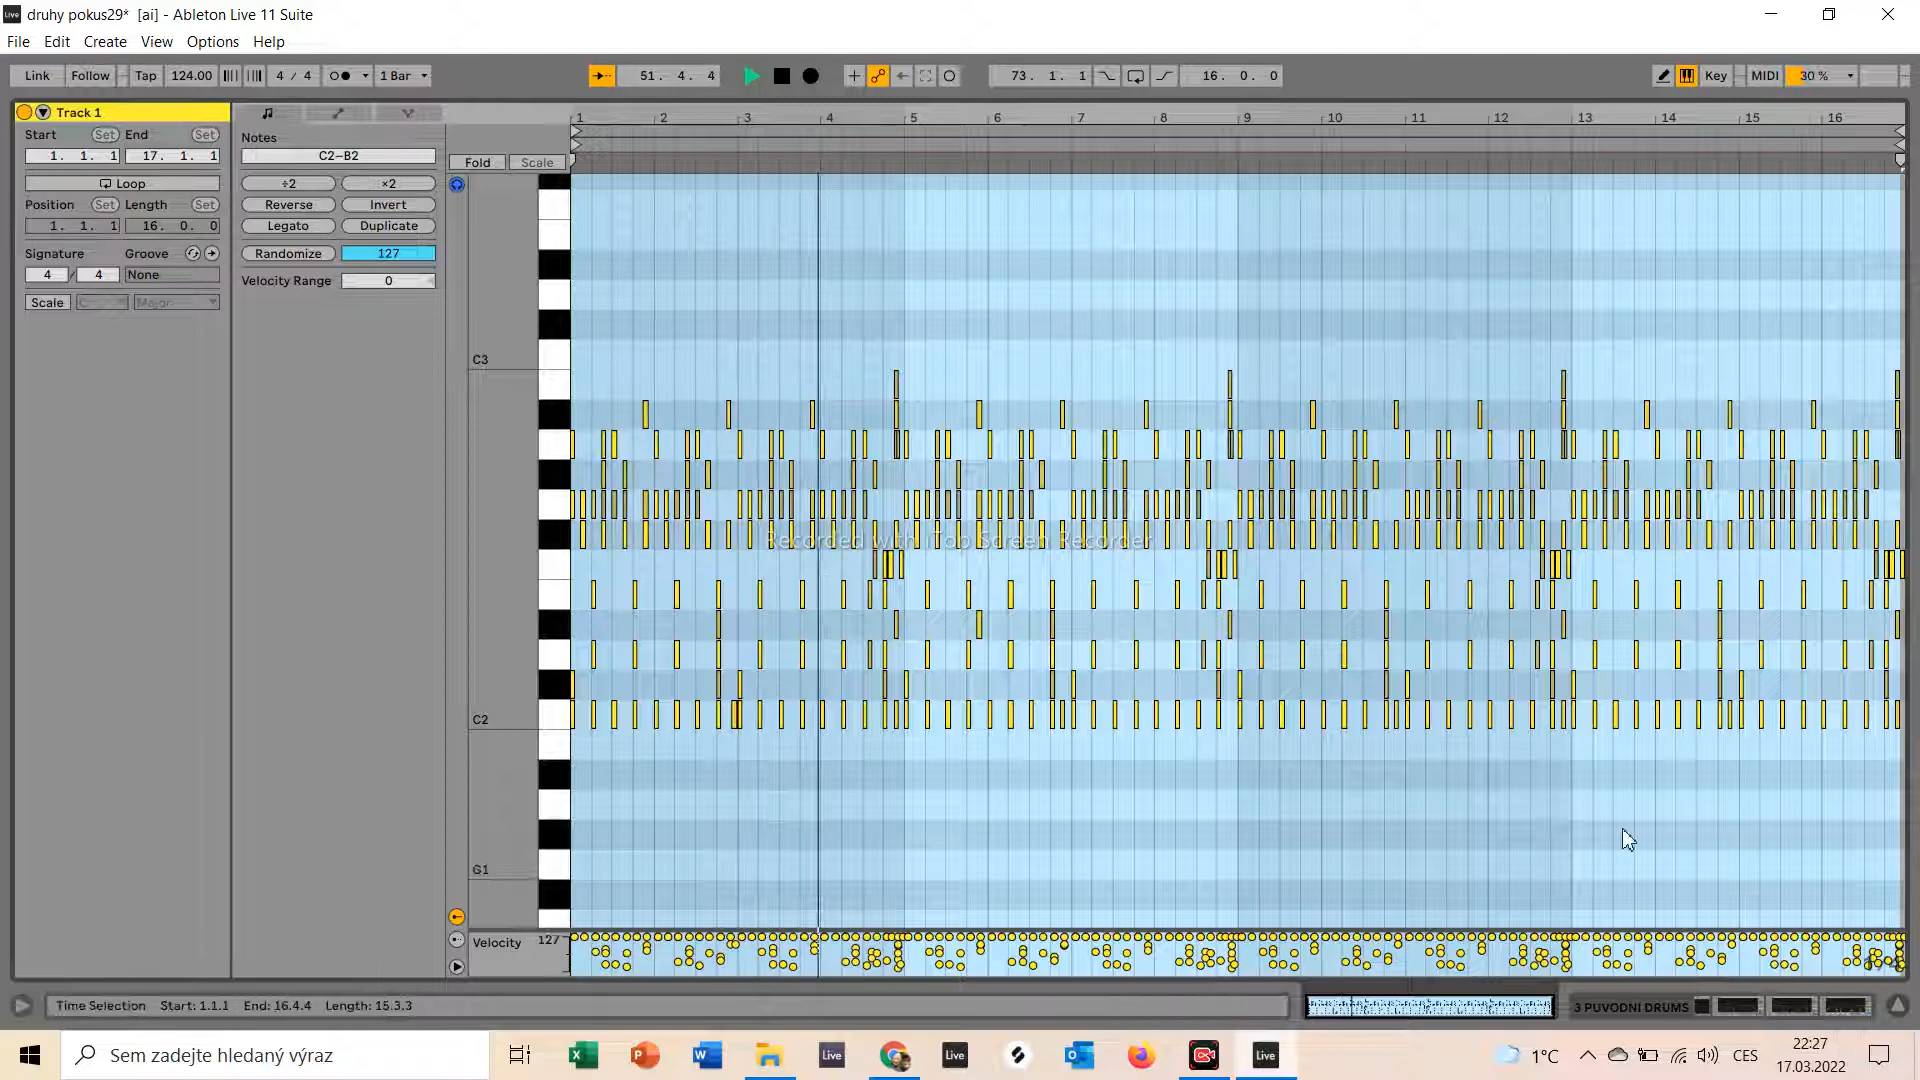 druhy pokus29* [ai] - Ableton Live 11 Suite
File Edit Create View Options Help
Link Follow Tap 124.00 4 / 4 1 Bar 51. 4. 4 73. 1. 1 16. 0. 0 Key MIDI 30 %
Track 1
Start Set End Set
1. 1. 1 17. 1. 1
Loop
Position Set Length Set
1. 1. 1 16. 0. 0
Signature Groove
4 / 4 None
Scale C Major
Notes
C2-B2
÷2 ×2
Reverse Invert
Legato Duplicate
Randomize 127
Velocity Range 0
1 2 3 4 5 6 7 8 9 10 11 12 13 14 15 16
Fold Scale
C3
Recorded with iTop Screen Recorder
C2
G1
Velocity 127
Time Selection Start: 1.1.1 End: 16.4.4 Length: 15.3.3
3 PUVODNI DRUMS
Sem zadejte hledaný výraz
Live Live Live
1°C CES 22:27
17.03.2022